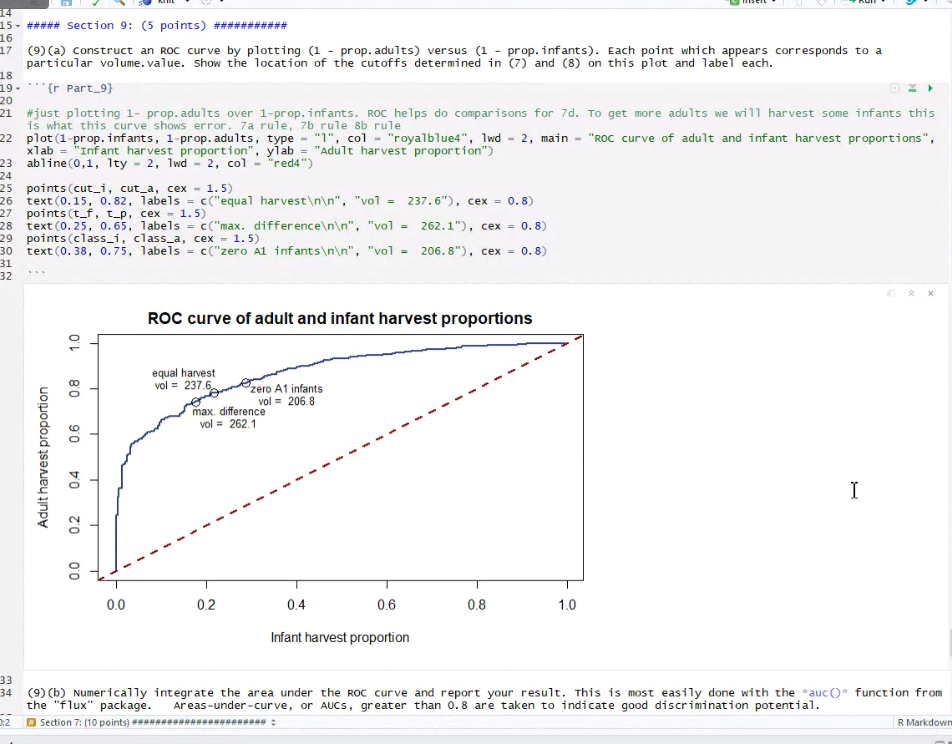 Knit
Insert
Run
14
15 ##### Section 9: (5 points) ###########
16
17 (9)(a) Construct an ROC curve by plotting (1 - prop.adults) versus (1 - prop.infants). Each point which appears corresponds to a
particular volume.value. Show the location of the cutoffs determined in (7) and (8) on this plot and label each.
18
19 ```{r Part_9}
20
21 #just plotting 1- prop.adults over 1-prop.infants. ROC helps do comparisons for 7d. To get more adults we will harvest some infants this
is what this curve shows error. 7a rule, 7b rule 8b rule
22 plot(1-prop.infants, 1-prop.adults, type = "l", col = "royalblue4", lwd = 2, main = "ROC curve of adult and infant harvest proportions",
xlab = "Infant harvest proportion", ylab = "Adult harvest proportion")
23 abline(0,1, lty = 2, lwd = 2, col = "red4")
24
25 points(cut_i, cut_a, cex = 1.5)
26 text(0.15, 0.82, labels = c("equal harvest\n\n", "vol =  237.6"), cex = 0.8)
27 points(t_f, t_p, cex = 1.5)
28 text(0.25, 0.65, labels = c("max. difference\n\n", "vol =  262.1"), cex = 0.8)
29 points(class_i, class_a, cex = 1.5)
30 text(0.38, 0.75, labels = c("zero A1 infants\n\n", "vol =  206.8"), cex = 0.8)
31
32 ```
ROC curve of adult and infant harvest proportions
Adult harvest proportion
1.0
0.8
0.6
0.4
0.2
0.0
equal harvest
vol = 237.6
zero A1 infants
vol = 206.8
max. difference
vol = 262.1
0.0 0.2 0.4 0.6 0.8 1.0
Infant harvest proportion
33
34 (9)(b) Numerically integrate the area under the ROC curve and report your result. This is most easily done with the *auc()* function from
the "flux" package.   Areas-under-curve, or AUCs, greater than 0.8 are taken to indicate good discrimination potential.
0:2 Section 7: (10 points) ####################### R Markdown